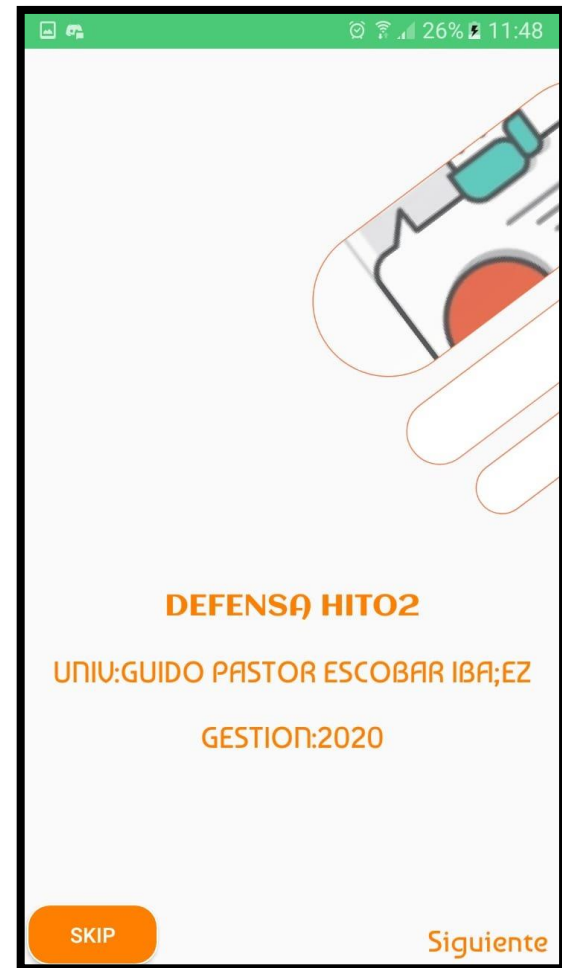 26% 11:48
DEFENSA HITO2
UNIV:GUIDO PASTOR ESCOBAR IBA;EZ
GESTION:2020
SKIP
Siguiente